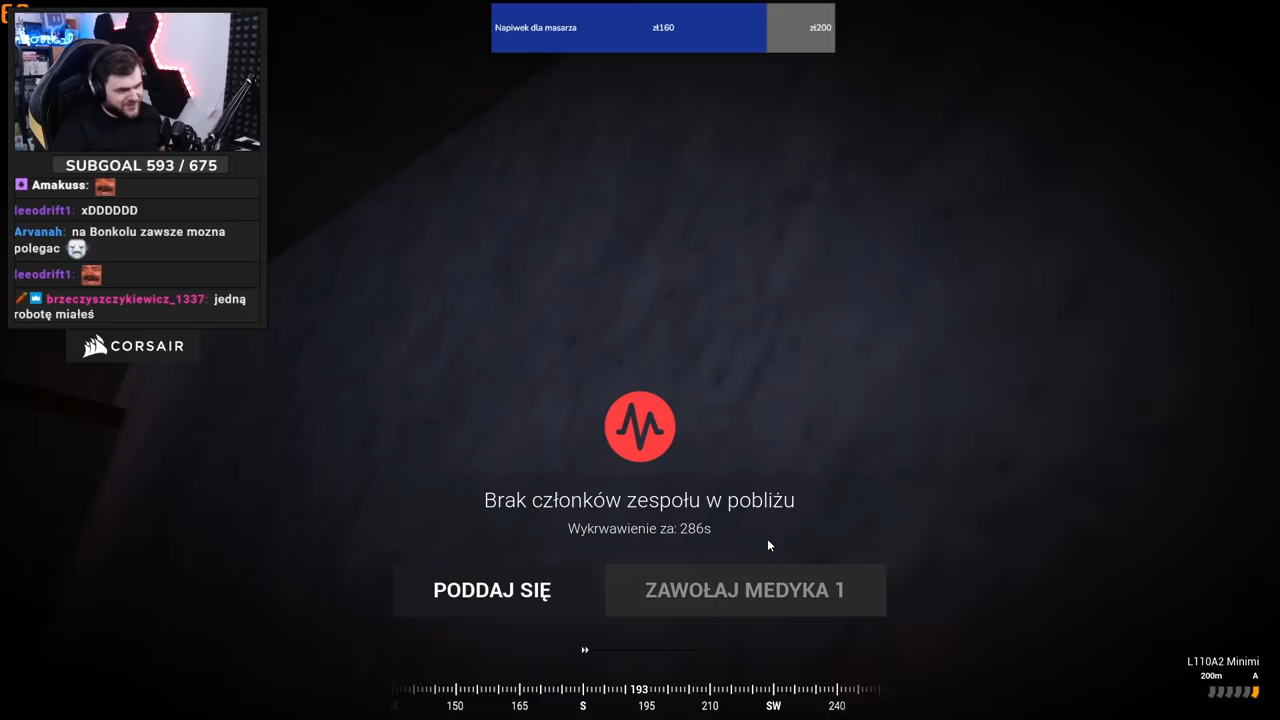 Napiwek dla masarza zł160 zł200
SUBGOAL 593 / 675
Amakuss:
leeodrift1: xDDDDDD
Arvanah: na Bonkolu zawsze mozna
polegac
leeodrift1:
brzeczyszczykiewicz_1337: jedną
robotę miałeś
CORSAIR
Brak członków zespołu w pobliżu
Wykrwawienie za: 286s
PODDAJ SIĘ ZAWOŁAJ MEDYKA 1
L110A2 Minimi
200m A
193
150 165 S 195 210 SW 240